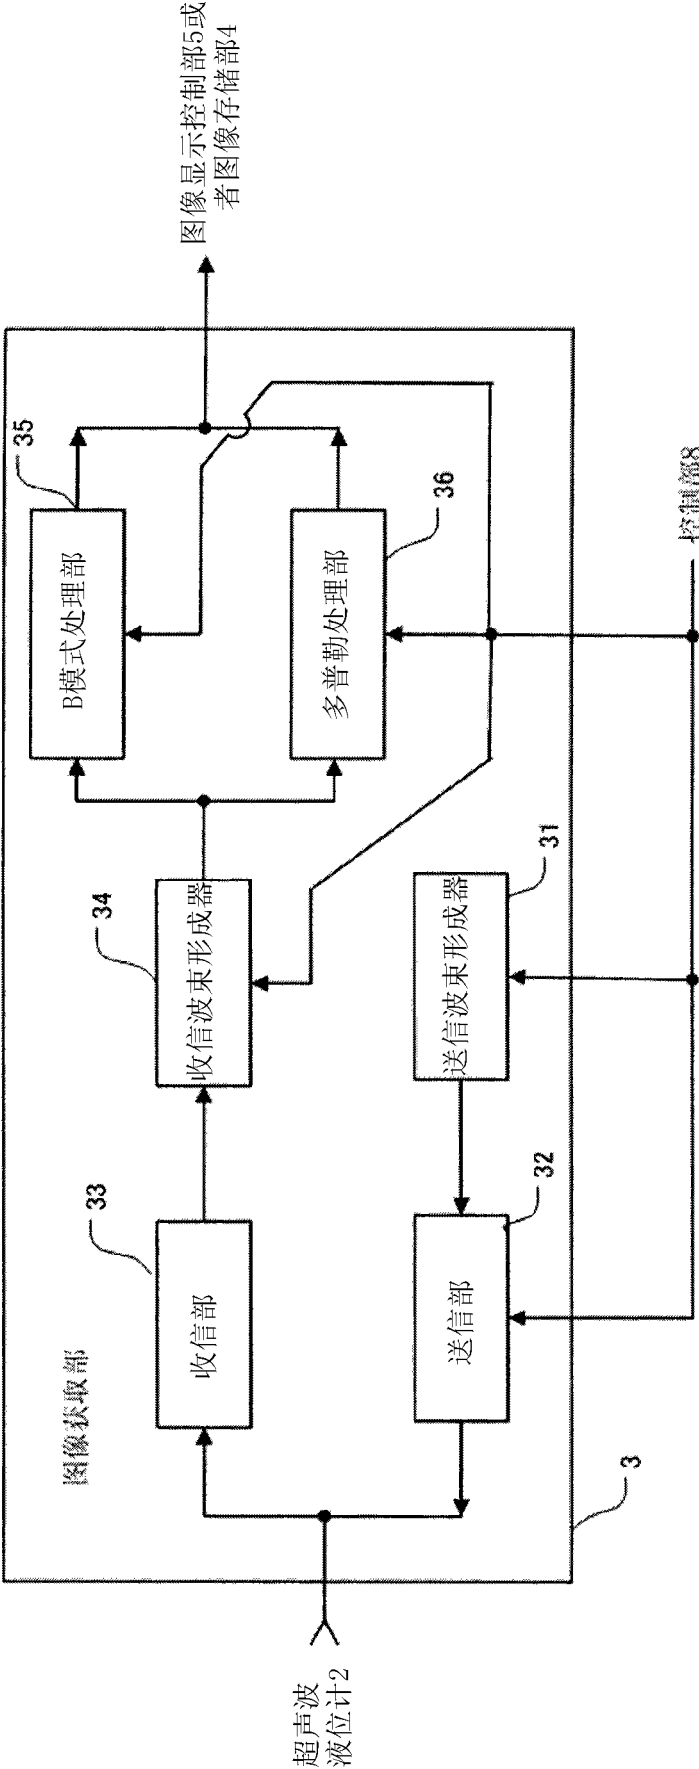 图像获取部
超声波
液位计2
收信部
33
收信波束形成器
34
B模式处理部
35
多普勒处理部
36
送信波束形成器
31
送信部
32
3
控制部8
图像显示控制部5或
者图像存储部4